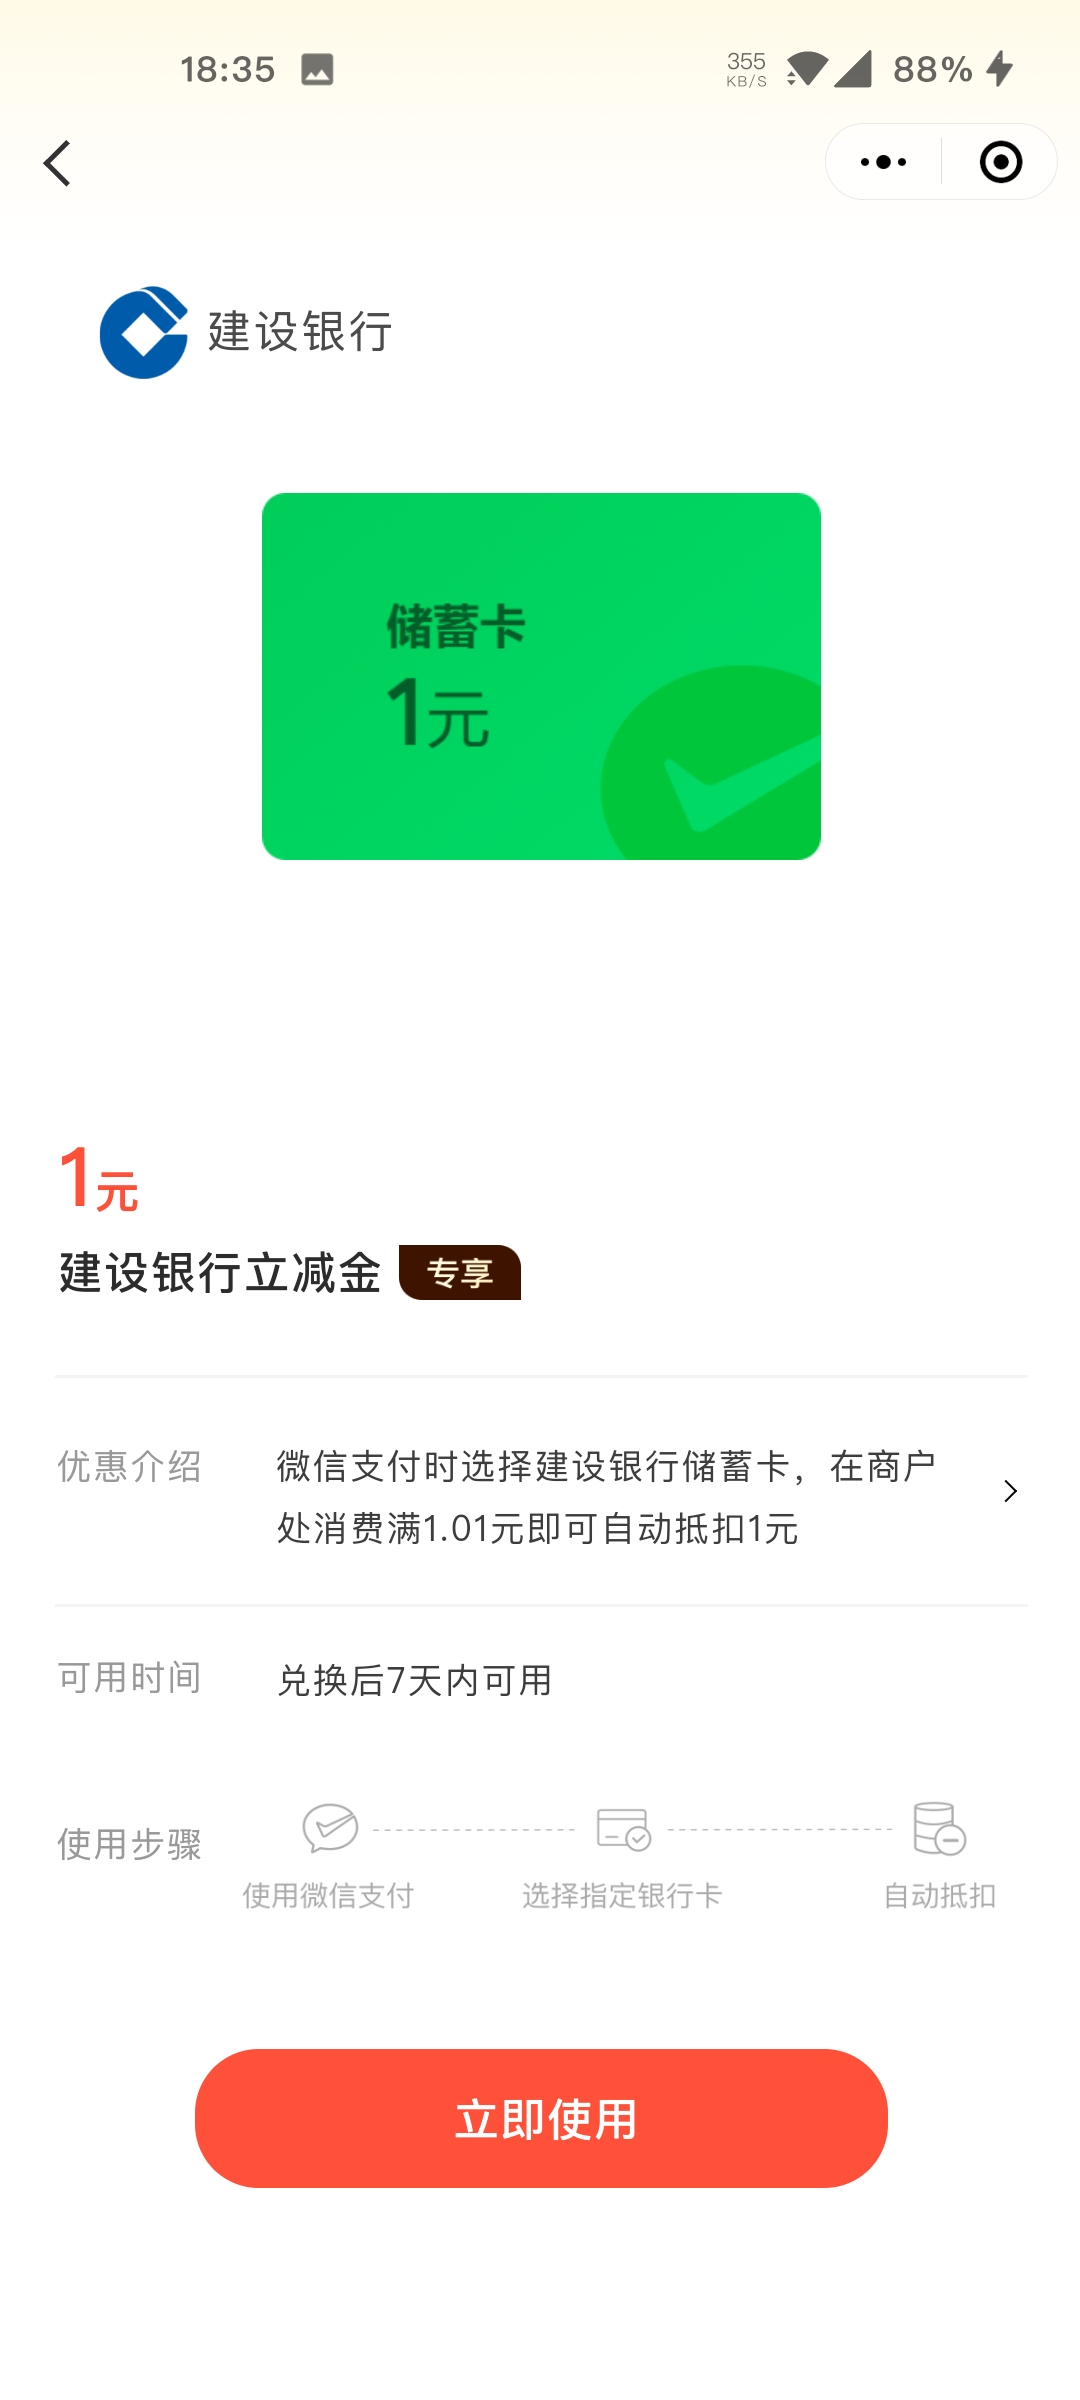 18:35
355
KB/S
88%
建设银行
储蓄卡
1元
1元
建设银行立减金 专享
优惠介绍
微信支付时选择建设银行储蓄卡，在商户
处消费满1.01元即可自动抵扣1元
可用时间
兑换后7天内可用
使用步骤
使用微信支付
选择指定银行卡
自动抵扣
立即使用